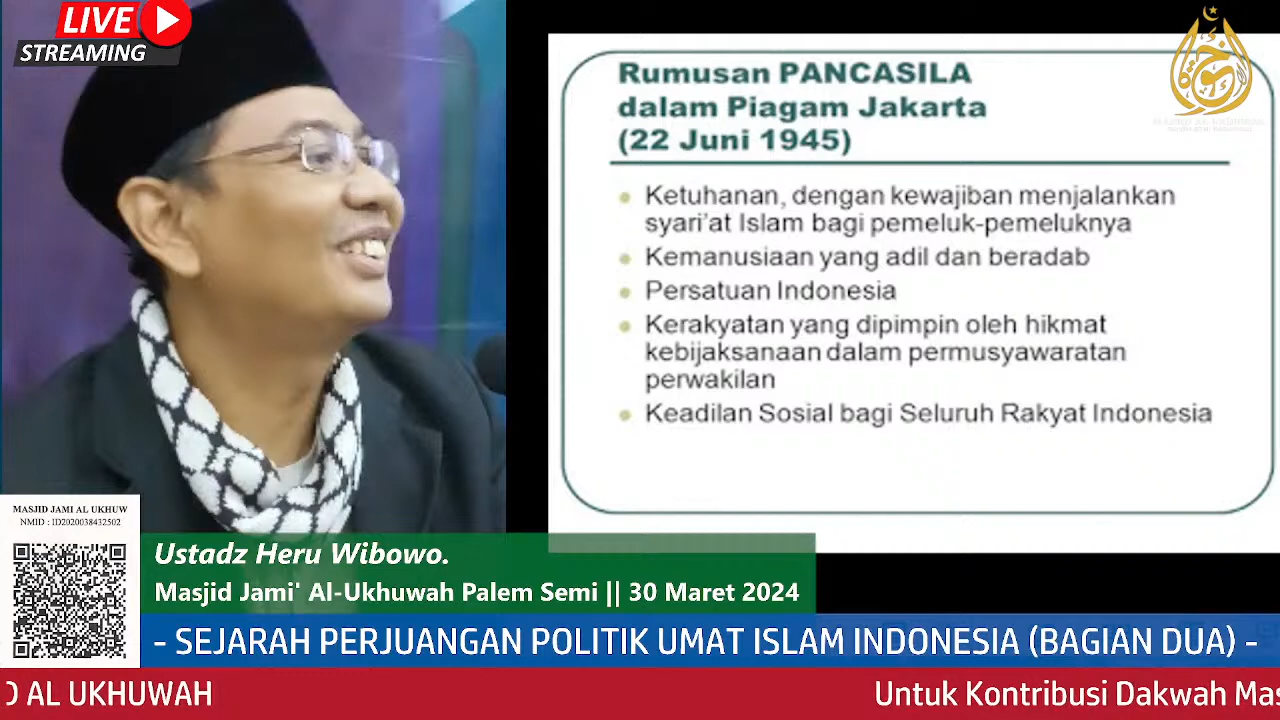 LIVE
STREAMING
Rumusan PANCASILA
dalam Piagam Jakarta
(22 Juni 1945)
Ketuhanan, dengan kewajiban menjalankan
syari'at Islam bagi pemeluk-pemeluknya
Kemanusiaan yang adil dan beradab
Persatuan Indonesia
Kerakyatan yang dipimpin oleh hikmat
kebijaksanaan dalam permusyawaratan
perwakilan
Keadilan Sosial bagi Seluruh Rakyat Indonesia
MASJID AL UKHUWAH
MASJID JAMI AL UKHUW
NMID : ID2020038432502
Ustadz Heru Wibowo.
Masjid Jami' Al-Ukhuwah Palem Semi || 30 Maret 2024
- SEJARAH PERJUANGAN POLITIK UMAT ISLAM INDONESIA (BAGIAN DUA) -
AL UKHUWAH
Untuk Kontribusi Dakwah Mas